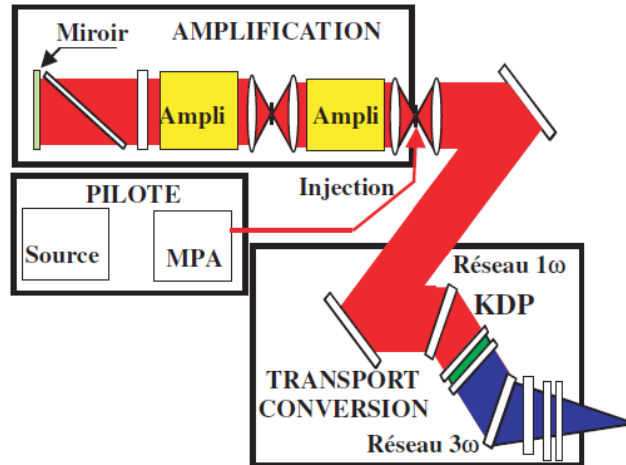 Miroir
AMPLIFICATION
Ampli
Ampli
Injection
PILOTE
Source
MPA
Réseau 1ω
KDP
TRANSPORT
CONVERSION
Réseau 3ω